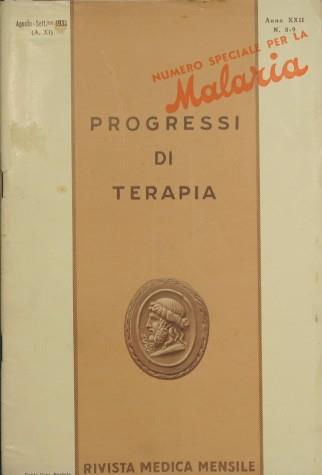 Agosto-Sett.bre 1933
(A. XI)
Anno XXII
N. 8-9
NUMERO SPECIALE PER LA
Malaria
PROGRESSI
DI
TERAPIA
RIVISTA MEDICA MENSILE